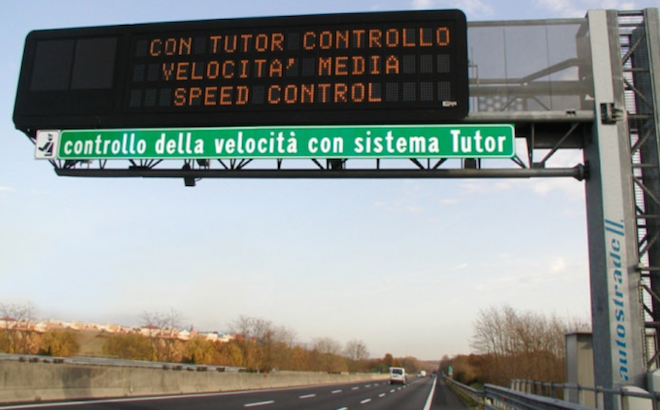 CON TUTOR CONTROLLO
VELOCITA' MEDIA
SPEED CONTROL
controllo della velocità con sistema Tutor
autostrade